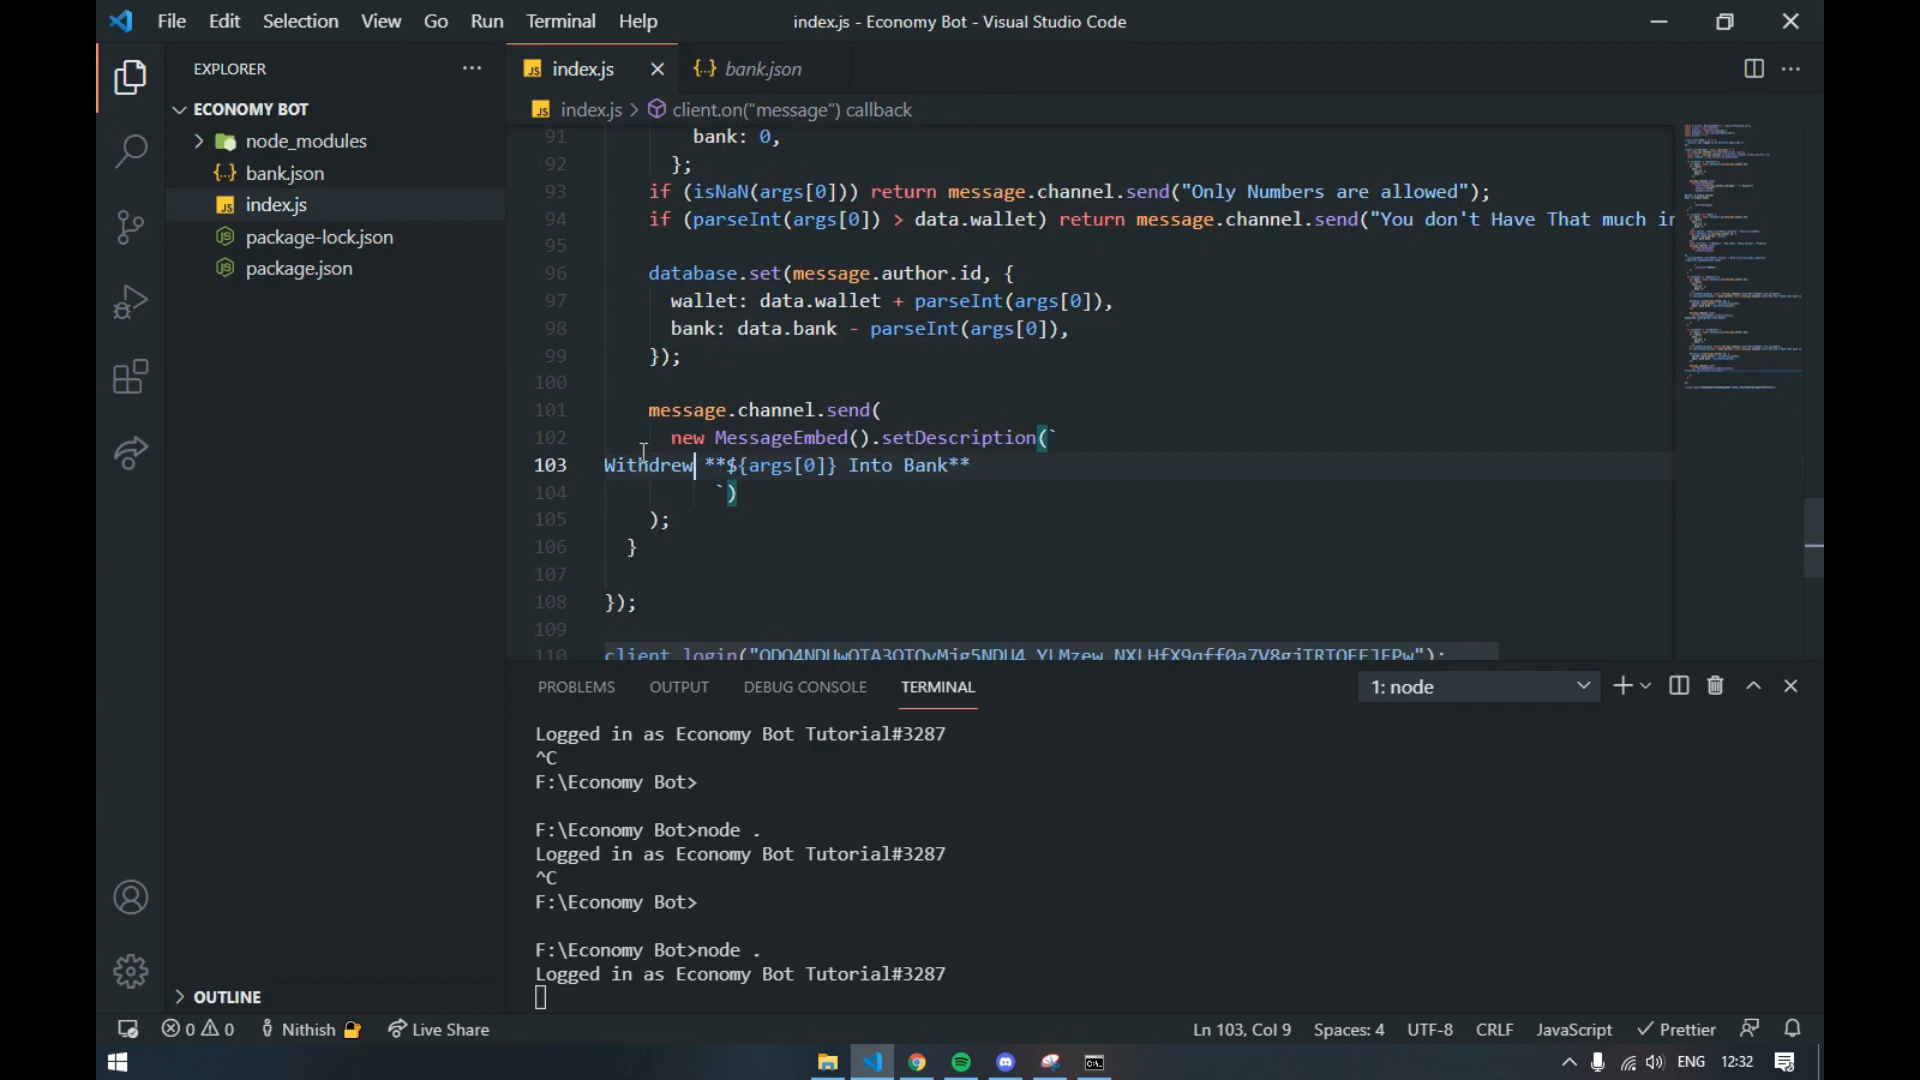 File Edit Selection View Go Run Terminal Help
index.js - Economy Bot - Visual Studio Code
EXPLORER
ECONOMY BOT
node_modules
bank.json
index.js
package-lock.json
package.json
OUTLINE
index.js
bank.json
index.js > client.on("message") callback
91 bank: 0,
92 };
93 if (isNaN(args[0])) return message.channel.send("Only Numbers are allowed");
94 if (parseInt(args[0]) > data.wallet) return message.channel.send("You don't Have That much in
95
96 database.set(message.author.id, {
97 wallet: data.wallet + parseInt(args[0]),
98 bank: data.bank - parseInt(args[0]),
99 });
100
101 message.channel.send(
102 new MessageEmbed().setDescription(`
103 Withdrew **${args[0]} Into Bank**
104 `)
105 );
106 }
107
108 });
109
110 client.login("
PROBLEMS OUTPUT DEBUG CONSOLE TERMINAL
1: node
Logged in as Economy Bot Tutorial#3287
^C
F:\Economy Bot>
F:\Economy Bot>node .
Logged in as Economy Bot Tutorial#3287
^C
F:\Economy Bot>
F:\Economy Bot>node .
Logged in as Economy Bot Tutorial#3287
0 0 Nithish Live Share
Ln 103, Col 9 Spaces: 4 UTF-8 CRLF JavaScript Prettier
ENG 12:32